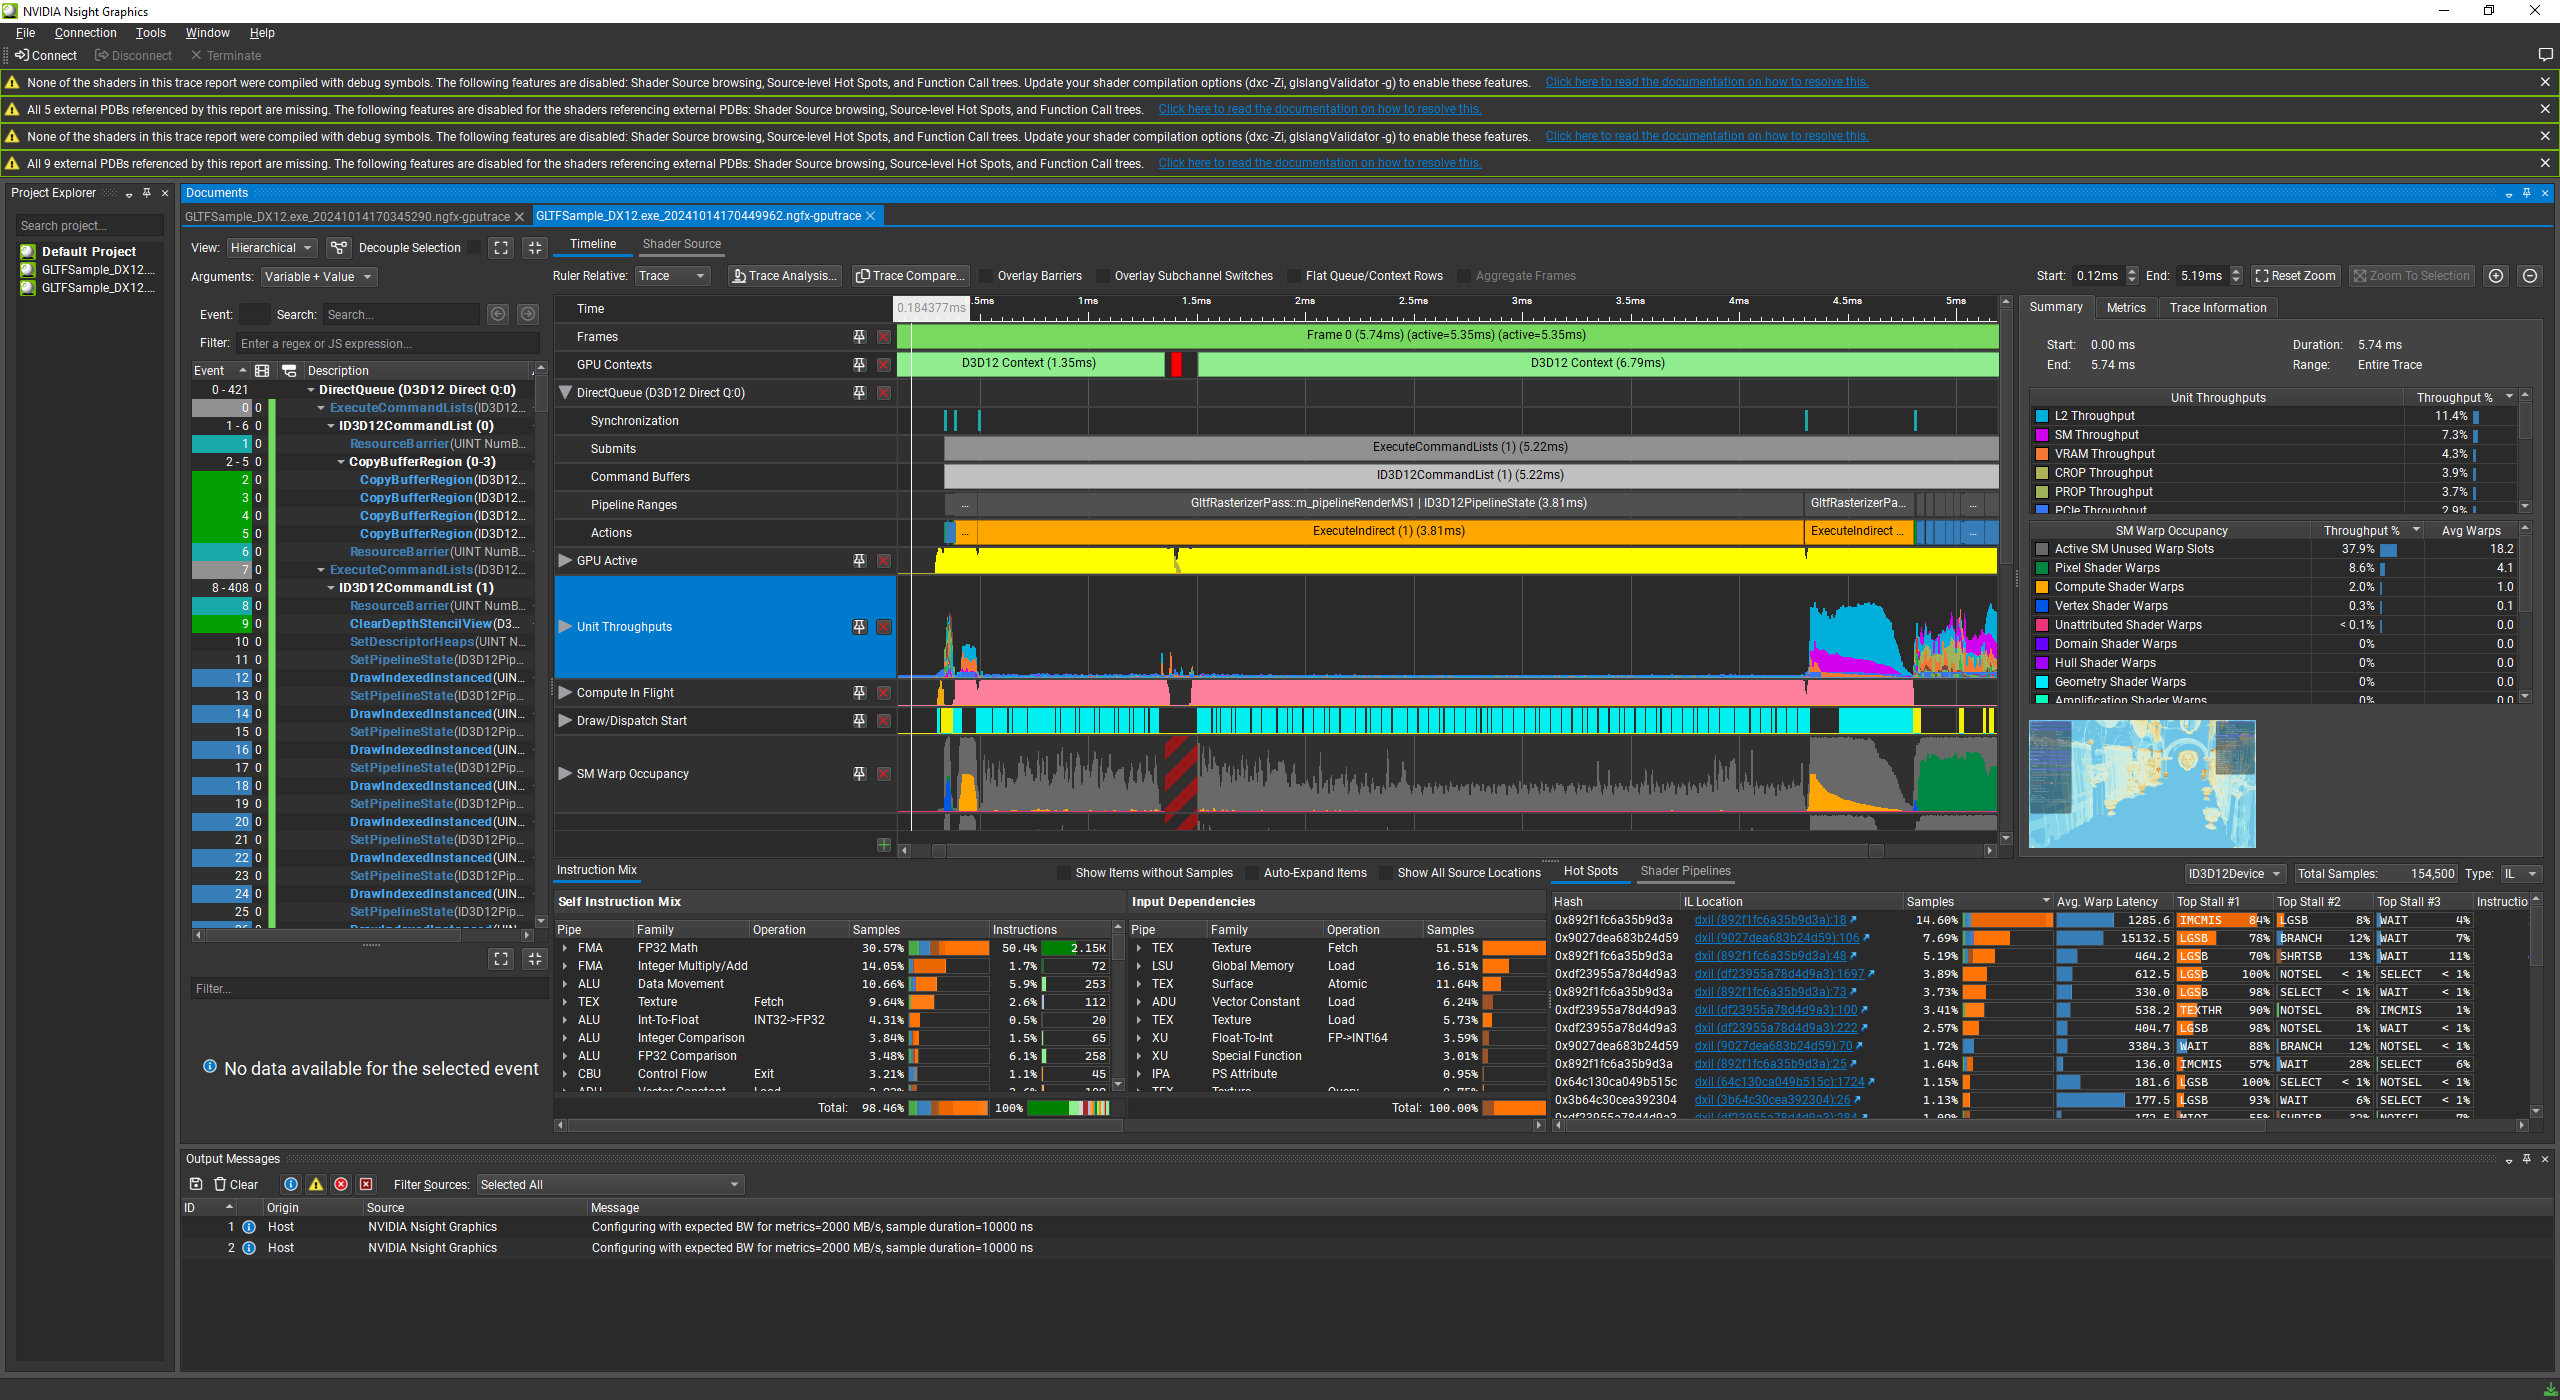 NVIDIA Nsight Graphics
File Connection Tools Window Help
Connect Disconnect Terminate
None of the shaders in this trace report were compiled with debug symbols. The following features are disabled: Shader Source browsing, Source-level Hot Spots, and Function Call trees. Update your shader compilation options (dxc -Zi, glslangValidator -g) to enable these features. Click here to read the documentation on how to resolve this.
All 5 external PDBs referenced by this report are missing. The following features are disabled for the shaders referencing external PDBs: Shader Source browsing, Source-level Hot Spots, and Function Call trees. Click here to read the documentation on how to resolve this.
None of the shaders in this trace report were compiled with debug symbols. The following features are disabled: Shader Source browsing, Source-level Hot Spots, and Function Call trees. Update your shader compilation options (dxc -Zi, glslangValidator -g) to enable these features. Click here to read the documentation on how to resolve this.
All 9 external PDBs referenced by this report are missing. The following features are disabled for the shaders referencing external PDBs: Shader Source browsing, Source-level Hot Spots, and Function Call trees. Click here to read the documentation on how to resolve this.
Project Explorer
Search project...
Default Project
GLTFSample_DX12....
GLTFSample_DX12....
Documents
GLTFSample_DX12.exe_20241014170345290.ngfx-gputrace GLTFSample_DX12.exe_20241014170449962.ngfx-gputrace
View: Hierarchical Decouple Selection
Arguments: Variable + Value
Event: Search: Search...
Filter: Enter a regex or JS expression...
Event Description
0 - 421 DirectQueue (D3D12 Direct Q:0)
0 0 ExecuteCommandLists(ID3D12...
1 - 6 0 ID3D12CommandList (0)
1 0 ResourceBarrier(UINT NumB...
2 - 5 0 CopyBufferRegion (0-3)
2 0 CopyBufferRegion(ID3D12...
3 0 CopyBufferRegion(ID3D12...
4 0 CopyBufferRegion(ID3D12...
5 0 CopyBufferRegion(ID3D12...
6 0 ResourceBarrier(UINT NumB...
7 0 ExecuteCommandLists(ID3D12...
8 - 408 0 ID3D12CommandList (1)
8 0 ResourceBarrier(UINT NumB...
9 0 ClearDepthStencilView(D3...
10 0 SetDescriptorHeaps(UINT N...
11 0 SetPipelineState(ID3D12Pip...
12 0 DrawIndexedInstanced(UIN...
13 0 SetPipelineState(ID3D12Pip...
14 0 DrawIndexedInstanced(UIN...
15 0 SetPipelineState(ID3D12Pip...
16 0 DrawIndexedInstanced(UIN...
17 0 SetPipelineState(ID3D12Pip...
18 0 DrawIndexedInstanced(UIN...
19 0 SetPipelineState(ID3D12Pip...
20 0 DrawIndexedInstanced(UIN...
21 0 SetPipelineState(ID3D12Pip...
22 0 DrawIndexedInstanced(UIN...
23 0 SetPipelineState(ID3D12Pip...
24 0 DrawIndexedInstanced(UIN...
25 0 SetPipelineState(ID3D12Pip...
Filter...
No data available for the selected event
Timeline Shader Source
Ruler Relative: Trace Trace Analysis... Trace Compare... Overlay Barriers Overlay Subchannel Switches Flat Queue/Context Rows Aggregate Frames Start: 0.12ms End: 5.19ms Reset Zoom Zoom To Selection
Time 0.184377ms .5ms 1ms 1.5ms 2ms 2.5ms 3ms 3.5ms 4ms 4.5ms 5ms
Frames Frame 0 (5.74ms) (active=5.35ms) (active=5.35ms)
GPU Contexts D3D12 Context (1.35ms) D3D12 Context (6.79ms)
DirectQueue (D3D12 Direct Q:0)
Synchronization
Submits ExecuteCommandLists (1) (5.22ms)
Command Buffers ID3D12CommandList (1) (5.22ms)
Pipeline Ranges ... GltfRasterizerPass::m_pipelineRenderMS1 | ID3D12PipelineState (3.81ms) GltfRasterizerPa... ...
Actions ... ExecuteIndirect (1) (3.81ms) ExecuteIndirect ... ...
GPU Active
Unit Throughputs
Compute In Flight
Draw/Dispatch Start
SM Warp Occupancy
Summary Metrics Trace Information
Start: 0.00 ms Duration: 5.74 ms
End: 5.74 ms Range: Entire Trace
Unit Throughputs Throughput %
L2 Throughput 11.4%
SM Throughput 7.3%
VRAM Throughput 4.3%
CROP Throughput 3.9%
PROP Throughput 3.7%
PCIe Throughput 2.9%
SM Warp Occupancy Throughput % Avg Warps
Active SM Unused Warp Slots 37.9% 18.2
Pixel Shader Warps 8.6% 4.1
Compute Shader Warps 2.0% 1.0
Vertex Shader Warps 0.3% 0.1
Unattributed Shader Warps < 0.1% 0.0
Domain Shader Warps 0% 0.0
Hull Shader Warps 0% 0.0
Geometry Shader Warps 0% 0.0
Amplification Shader Warps 0% 0.0
Instruction Mix Show Items without Samples Auto-Expand Items Show All Source Locations
Self Instruction Mix
Pipe Family Operation Samples Instructions
FMA FP32 Math 30.57% 50.4% 2.15K
FMA Integer Multiply/Add 14.05% 1.7% 72
ALU Data Movement 10.66% 5.9% 253
TEX Texture Fetch 9.64% 2.6% 112
ALU Int-To-Float INT32->FP32 4.31% 0.5% 20
ALU Integer Comparison 3.84% 1.5% 65
ALU FP32 Comparison 3.48% 6.1% 258
CBU Control Flow Exit 3.21% 1.1% 45
Total: 98.46% 100%
Input Dependencies
Pipe Family Operation Samples
TEX Texture Fetch 51.51%
LSU Global Memory Load 16.51%
TEX Surface Atomic 11.64%
ADU Vector Constant Load 6.24%
TEX Texture Load 5.73%
XU Float-To-Int FP->INT!64 3.59%
XU Special Function 3.01%
IPA PS Attribute 0.95%
Total: 100.00%
Hot Spots Shader Pipelines ID3D12Device Total Samples: 154,500 Type: IL
Hash IL Location Samples Avg. Warp Latency Top Stall #1 Top Stall #2 Top Stall #3 Instructio
0x892f1fc6a35b9d3a dxil (892f1fc6a35b9d3a):18 14.60% 1285.6 IMCMIS 84% LGSB 8% WAIT 4%
0x9027dea683b24d59 dxil (9027dea683b24d59):106 7.69% 15132.5 LGSB 78% BRANCH 12% WAIT 7%
0x892f1fc6a35b9d3a dxil (892f1fc6a35b9d3a):48 5.19% 464.2 LGSB 70% SHRTSB 13% WAIT 11%
0xdf23955a78d4d9a3 dxil (df23955a78d4d9a3):1697 3.89% 612.5 LGSB 100% NOTSEL < 1% SELECT < 1%
0x892f1fc6a35b9d3a dxil (892f1fc6a35b9d3a):73 3.73% 330.0 LGSB 98% SELECT < 1% WAIT < 1%
0xdf23955a78d4d9a3 dxil (df23955a78d4d9a3):100 3.41% 538.2 TEXTHR 90% NOTSEL 8% IMCMIS 1%
0xdf23955a78d4d9a3 dxil (df23955a78d4d9a3):222 2.57% 404.7 LGSB 98% NOTSEL 1% WAIT < 1%
0x9027dea683b24d59 dxil (9027dea683b24d59):70 1.72% 3384.3 WAIT 88% BRANCH 12% NOTSEL < 1%
0x892f1fc6a35b9d3a dxil (892f1fc6a35b9d3a):25 1.64% 136.0 IMCMIS 57% WAIT 28% SELECT 6%
0x64c130ca049b515c dxil (64c130ca049b515c):1724 1.15% 181.6 LGSB 100% SELECT < 1% NOTSEL < 1%
0x3b64c30cea392304 dxil (3b64c30cea392304):26 1.13% 177.5 LGSB 93% WAIT 6% SELECT < 1%
Output Messages
Clear Filter Sources: Selected All
ID Origin Source Message
1 Host NVIDIA Nsight Graphics Configuring with expected BW for metrics=2000 MB/s, sample duration=10000 ns
2 Host NVIDIA Nsight Graphics Configuring with expected BW for metrics=2000 MB/s, sample duration=10000 ns